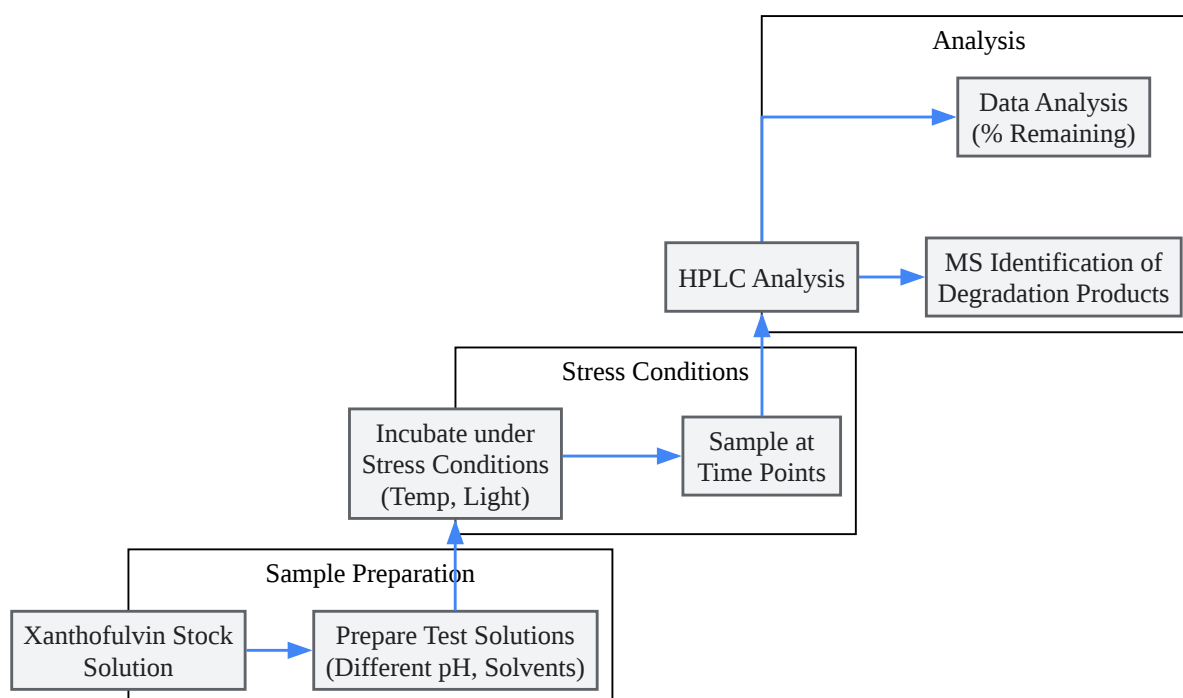 Analysis
Data Analysis
(% Remaining)
HPLC Analysis
MS Identification of
Degradation Products
Stress Conditions
Incubate under
Stress Conditions
(Temp, Light)
Sample at
Time Points
Sample Preparation
Xanthofulvin Stock
Solution
Prepare Test Solutions
(Different pH, Solvents)